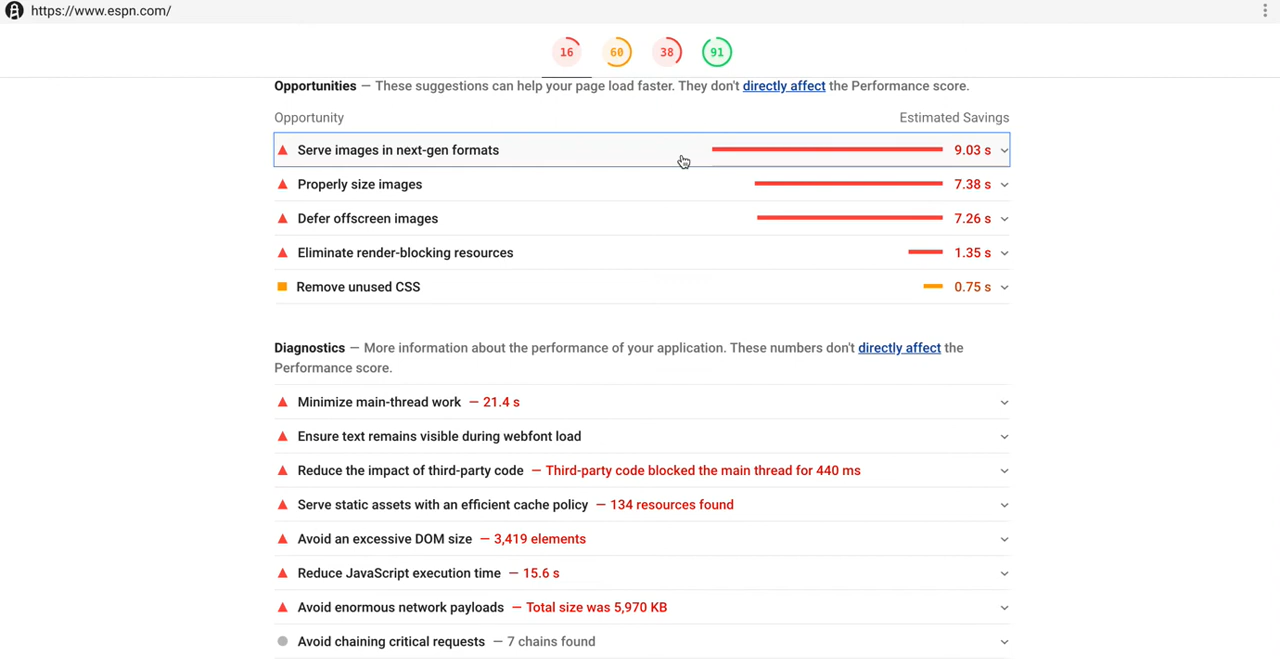 https://www.espn.com/
16 60 38 91
Opportunities — These suggestions can help your page load faster. They don't directly affect the Performance score.
Opportunity Estimated Savings
Serve images in next-gen formats 9.03 s
Properly size images 7.38 s
Defer offscreen images 7.26 s
Eliminate render-blocking resources 1.35 s
Remove unused CSS 0.75 s
Diagnostics — More information about the performance of your application. These numbers don't directly affect the
Performance score.
Minimize main-thread work — 21.4 s
Ensure text remains visible during webfont load
Reduce the impact of third-party code — Third-party code blocked the main thread for 440 ms
Serve static assets with an efficient cache policy — 134 resources found
Avoid an excessive DOM size — 3,419 elements
Reduce JavaScript execution time — 15.6 s
Avoid enormous network payloads — Total size was 5,970 KB
Avoid chaining critical requests — 7 chains found